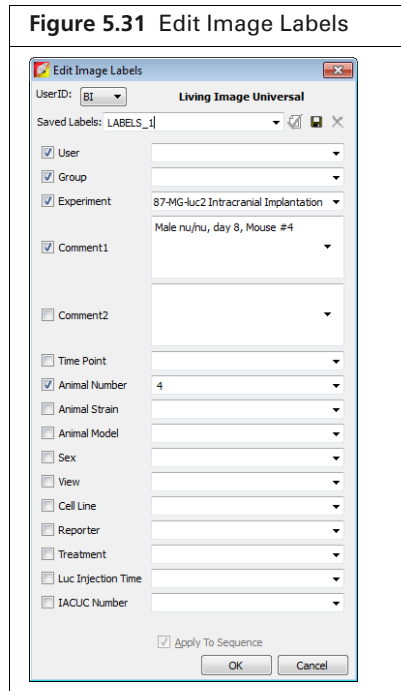 Figure 5.31 Edit Image Labels
Edit Image Labels
UserID: BI Living Image Universal
Saved Labels: LABELS_1
User
Group
Experiment 87-MG-luc2 Intracranial Implantation
Male nu/nu, day 8, Mouse #4
Comment1
Comment2
Time Point
Animal Number 4
Animal Strain
Animal Model
Sex
View
Cell Line
Reporter
Treatment
Luc Injection Time
IACUC Number
Apply To Sequence
OK Cancel